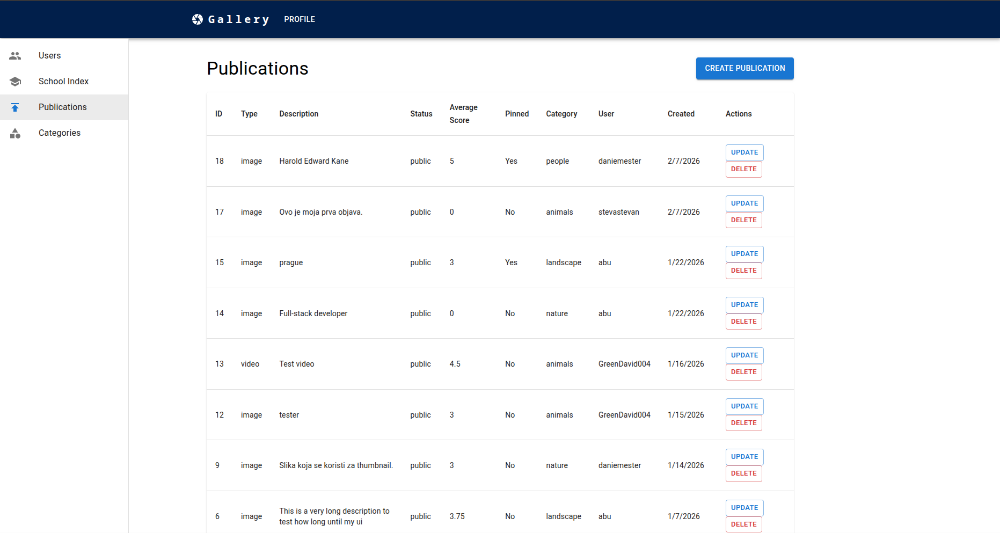 Gallery PROFILE
Users
School Index
Publications
Categories
Publications CREATE PUBLICATION
ID Type Description Status Average Score Pinned Category User Created Actions
18 image Harold Edward Kane public 5 Yes people daniemester 2/7/2026 UPDATE DELETE
17 image Ovo je moja prva objava. public 0 No animals stevastevan 2/7/2026 UPDATE DELETE
15 image prague public 3 Yes landscape abu 1/22/2026 UPDATE DELETE
14 image Full-stack developer public 0 No nature abu 1/22/2026 UPDATE DELETE
13 video Test video public 4.5 No animals GreenDavid004 1/16/2026 UPDATE DELETE
12 image tester public 3 No animals GreenDavid004 1/15/2026 UPDATE DELETE
9 image Slika koja se koristi za thumbnail. public 3 No nature daniemester 1/14/2026 UPDATE DELETE
6 image This is a very long description to test how long until my ui public 3.75 No landscape abu 1/7/2026 UPDATE DELETE